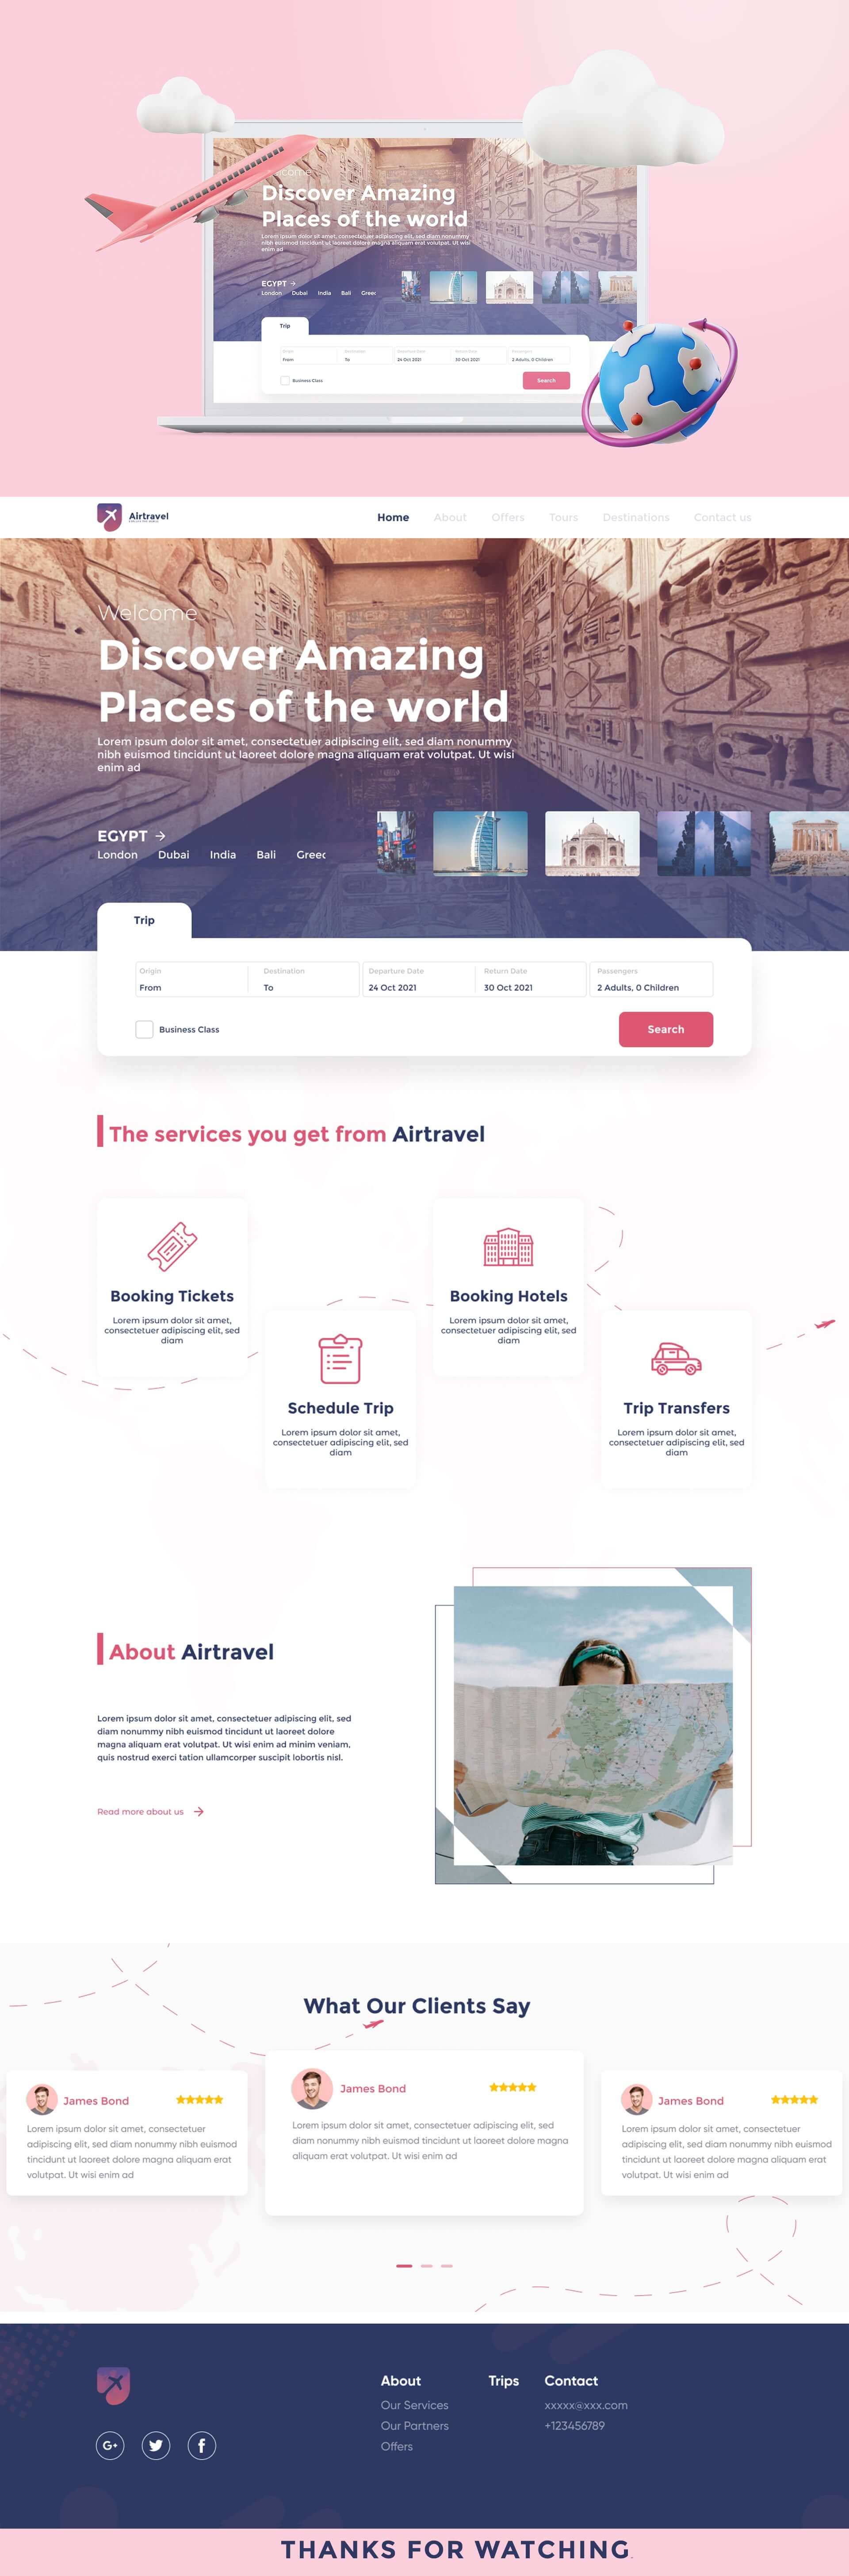 Discover Amazing
Places of the world
Lorem ipsum dolor sit amet, consectetuer adipiscing elit, sed diam nonummy
nibh euismod tincidunt ut laoreet dolore magna aliquam erat volutpat. Ut wisi
enim ad
EGYPT →
London Dubai India Bali Greec
Trip
Origin Destination Departure Date Return Date Passengers
From To 24 Oct 2021 30 Oct 2021 2 Adults, 0 Children
Business Class
Search
Airtravel
Home About Offers Tours Destinations Contact us
Welcome
Discover Amazing
Places of the world
Lorem ipsum dolor sit amet, consectetuer adipiscing elit, sed diam nonummy
nibh euismod tincidunt ut laoreet dolore magna aliquam erat volutpat. Ut wisi
enim ad
EGYPT →
London Dubai India Bali Greec
Trip
Origin Destination Departure Date Return Date Passengers
From To 24 Oct 2021 30 Oct 2021 2 Adults, 0 Children
Business Class
Search
The services you get from Airtravel
Booking Tickets
Lorem ipsum dolor sit amet,
consectetuer adipiscing elit, sed
diam
Schedule Trip
Lorem ipsum dolor sit amet,
consectetuer adipiscing elit, sed
diam
Booking Hotels
Lorem ipsum dolor sit amet,
consectetuer adipiscing elit, sed
diam
Trip Transfers
Lorem ipsum dolor sit amet,
consectetuer adipiscing elit, sed
diam
About Airtravel
Lorem ipsum dolor sit amet, consectetuer adipiscing elit, sed
diam nonummy nibh euismod tincidunt ut laoreet dolore
magna aliquam erat volutpat. Ut wisi enim ad minim veniam,
quis nostrud exerci tation ullamcorper suscipit lobortis nisl.
Read more about us →
What Our Clients Say
James Bond
Lorem ipsum dolor sit amet, consectetuer
adipiscing elit, sed diam nonummy nibh euismod
tincidunt ut laoreet dolore magna aliquam erat
volutpat. Ut wisi enim ad
James Bond
Lorem ipsum dolor sit amet, consectetuer adipiscing elit, sed
diam nonummy nibh euismod tincidunt ut laoreet dolore magna
aliquam erat volutpat. Ut wisi enim ad
James Bond
Lorem ipsum dolor sit amet, consectetuer
adipiscing elit, sed diam nonummy nibh euismod
tincidunt ut laoreet dolore magna aliquam erat
volutpat. Ut wisi enim ad
G+
About
Our Services
Our Partners
Offers
Trips
Contact
xxxxx@xxx.com
+123456789
THANKS FOR WATCHING.